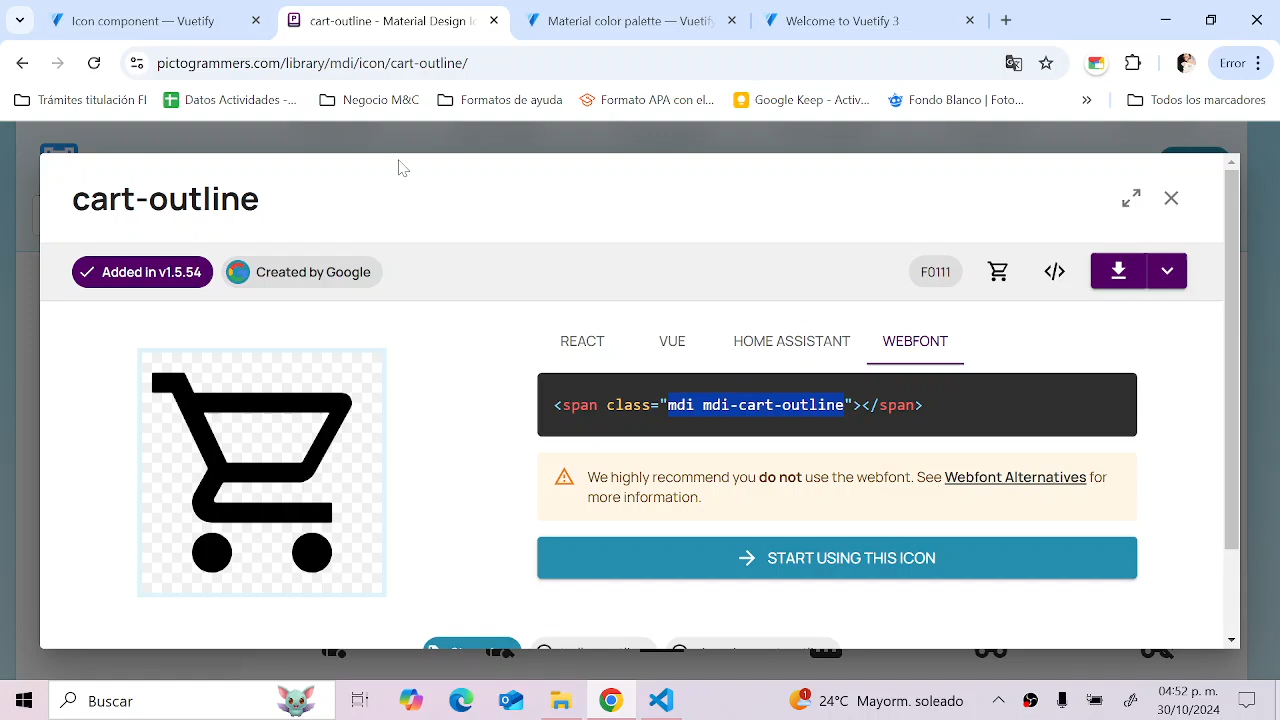 Icon component — Vuetify
cart-outline - Material Design Ic
Material color palette — Vuetify
Welcome to Vuetify 3
pictogrammers.com/library/mdi/icon/cart-outline/
Error
Trámites titulación FI
Datos Actividades -...
Negocio M&C
Formatos de ayuda
Formato APA con el...
Google Keep - Activ...
Fondo Blanco | Foto...
Todos los marcadores
cart-outline
Added in v1.5.54
Created by Google
F0111
REACT
VUE
HOME ASSISTANT
WEBFONT
<span class="mdi mdi-cart-outline"></span>
We highly recommend you do not use the webfont. See Webfont Alternatives for
more information.
START USING THIS ICON
Buscar
1
24°C Mayorm. soleado
04:52 p. m.
30/10/2024